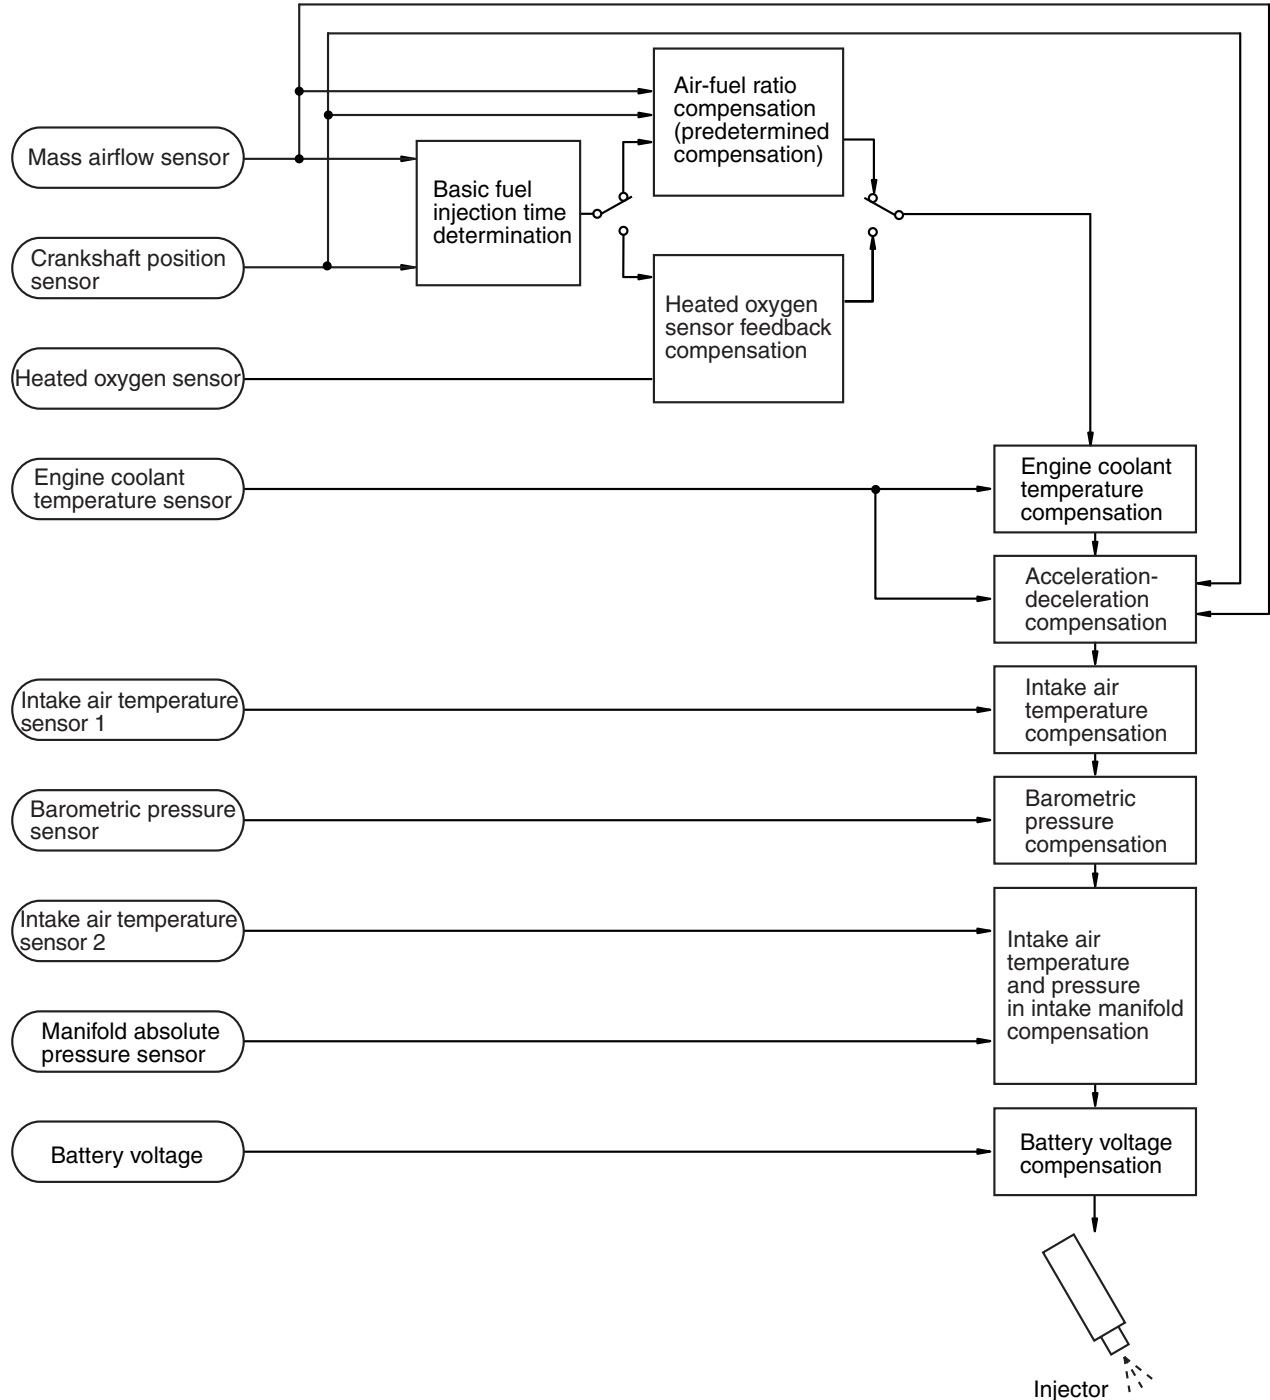 Mass airflow sensor
Crankshaft position
sensor
Heated oxygen sensor
Engine coolant
temperature sensor
Intake air temperature
sensor 1
Barometric pressure
sensor
Intake air temperature
sensor 2
Manifold absolute
pressure sensor
Battery voltage
Basic fuel
injection time
determination
Air-fuel ratio
compensation
(predetermined
compensation)
Heated oxygen
sensor feedback
compensation
Engine coolant
temperature
compensation
Acceleration-
deceleration
compensation
Intake air
temperature
compensation
Barometric
pressure
compensation
Intake air
temperature
and pressure
in intake manifold
compensation
Battery voltage
compensation
Injector